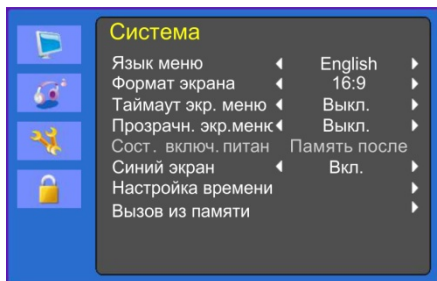 Система
Язык меню English
Формат экрана 16:9
Таймаут экр. меню Выкл.
Прозрачн. экр.менк Выкл.
Сост. включ. питан Память после
Синий экран Вкл.
Настройка времени
Вызов из памяти